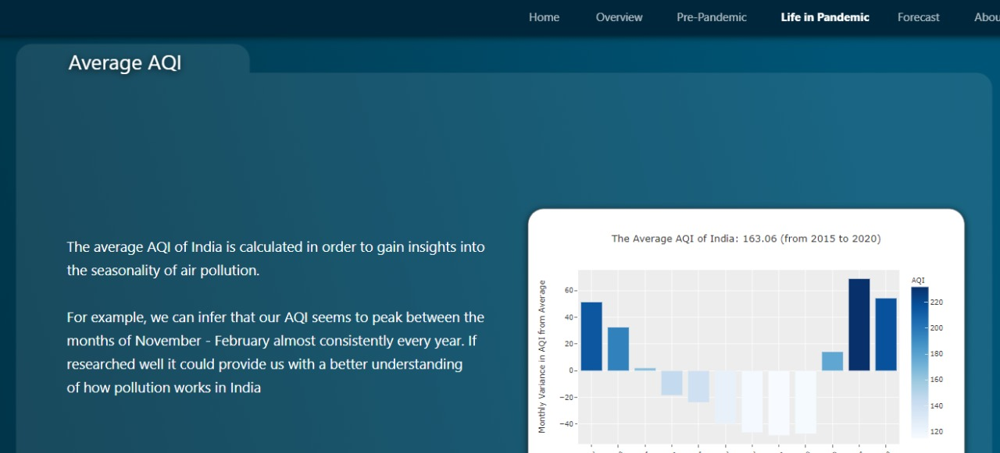 Home Overview Pre-Pandemic Life in Pandemic Forecast
Average AQI
The average AQI of India is calculated in order to gain insights into
the seasonality of air pollution.
For example, we can infer that our AQI seems to peak between the
months of November - February almost consistently every year. If
researched well it could provide us with a better understanding
of how pollution works in India
The Average AQI of India: 163.06 (from 2015 to 2020)
Monthly Variance in AQI from Average
60
40
20
0
−20
−40
AQI
220
200
180
160
140
120